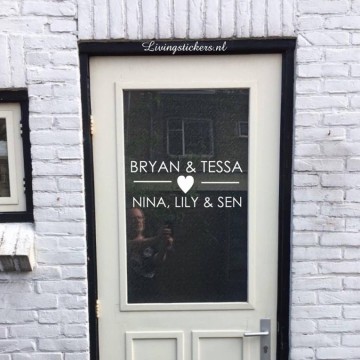 Livingstickers.nl
BRYAN & TESSA
NINA, LILY & SEN